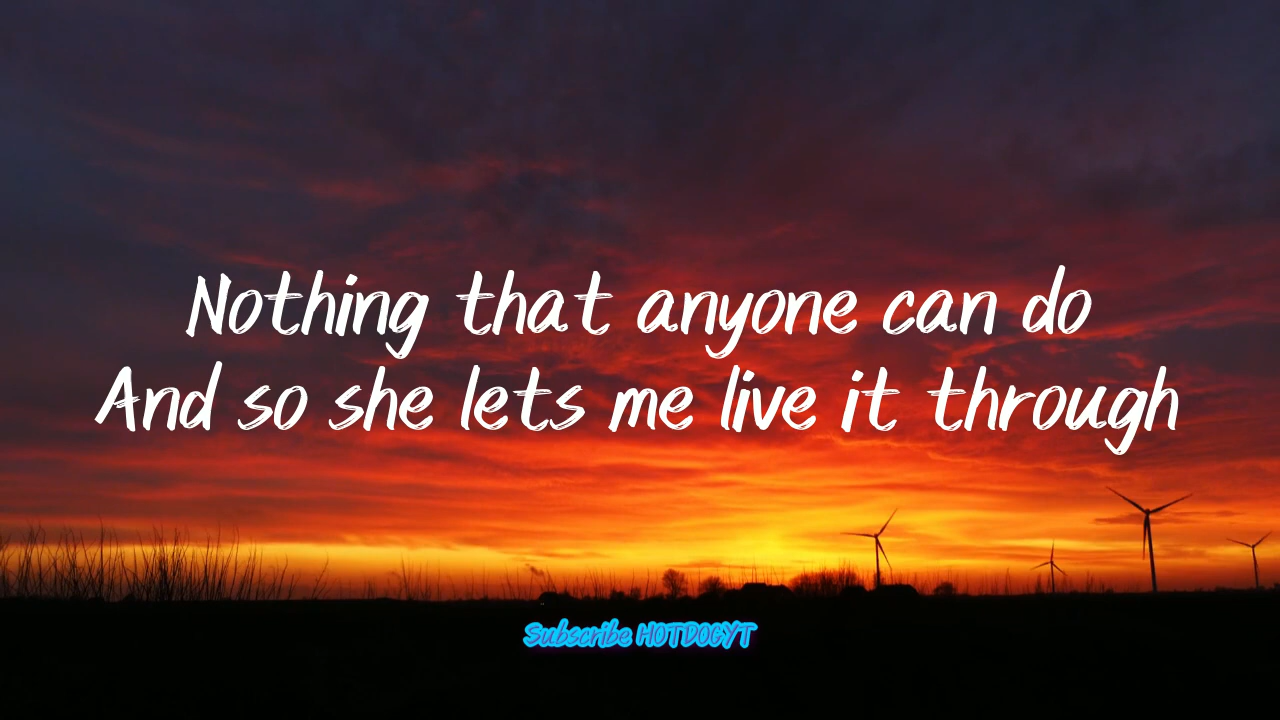 Nothing that anyone can do
And so she lets me live it through
Subscribe HOTDOGYT